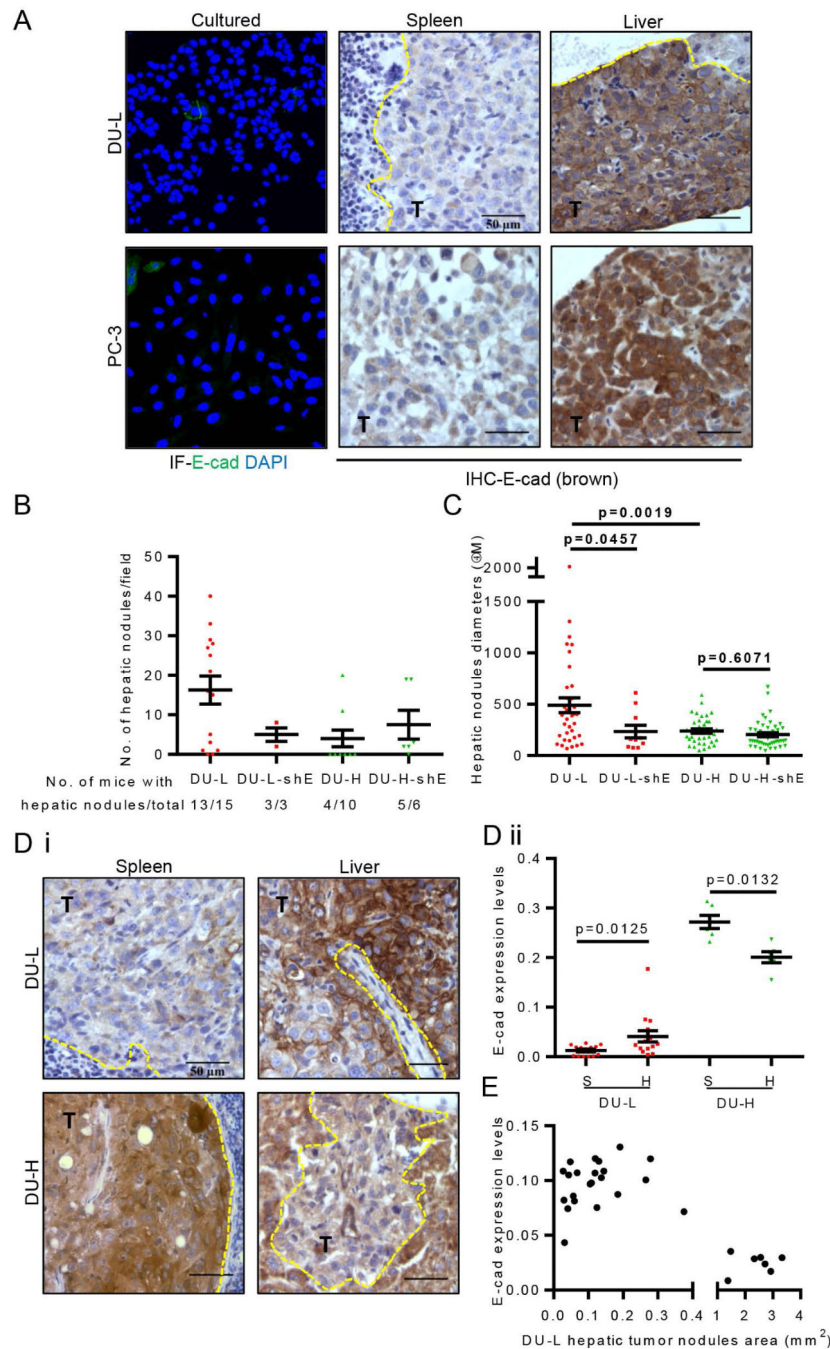 A
Cultured Spleen Liver
DU-L
T
50 µm
T
PC-3
T
T
IF-E-cad DAPI
IHC-E-cad (brown)
B
No. of hepatic nodules/field
50
40
30
20
10
0
DU-L DU-L-shE DU-H DU-H-shE
No. of mice with
hepatic nodules/total 13/15 3/3 4/10 5/6
C
p=0.0019
p=0.0457
p=0.6071
2000
1500
1000
500
0
DU-L DU-L-shE DU-H DU-H-shE
D i
Spleen Liver
DU-L
T
50 µm
T
DU-H
T
T
D ii
E-cad expression levels
0.4
0.3
0.2
0.1
0.0
p=0.0125
p=0.0132
S H S H
DU-L DU-H
E
E-cad expression levels
0.15
0.10
0.05
0.00
0.0 0.1 0.2 0.3 0.4 1 2 3 4
DU-L hepatic tumor nodules area (mm²)